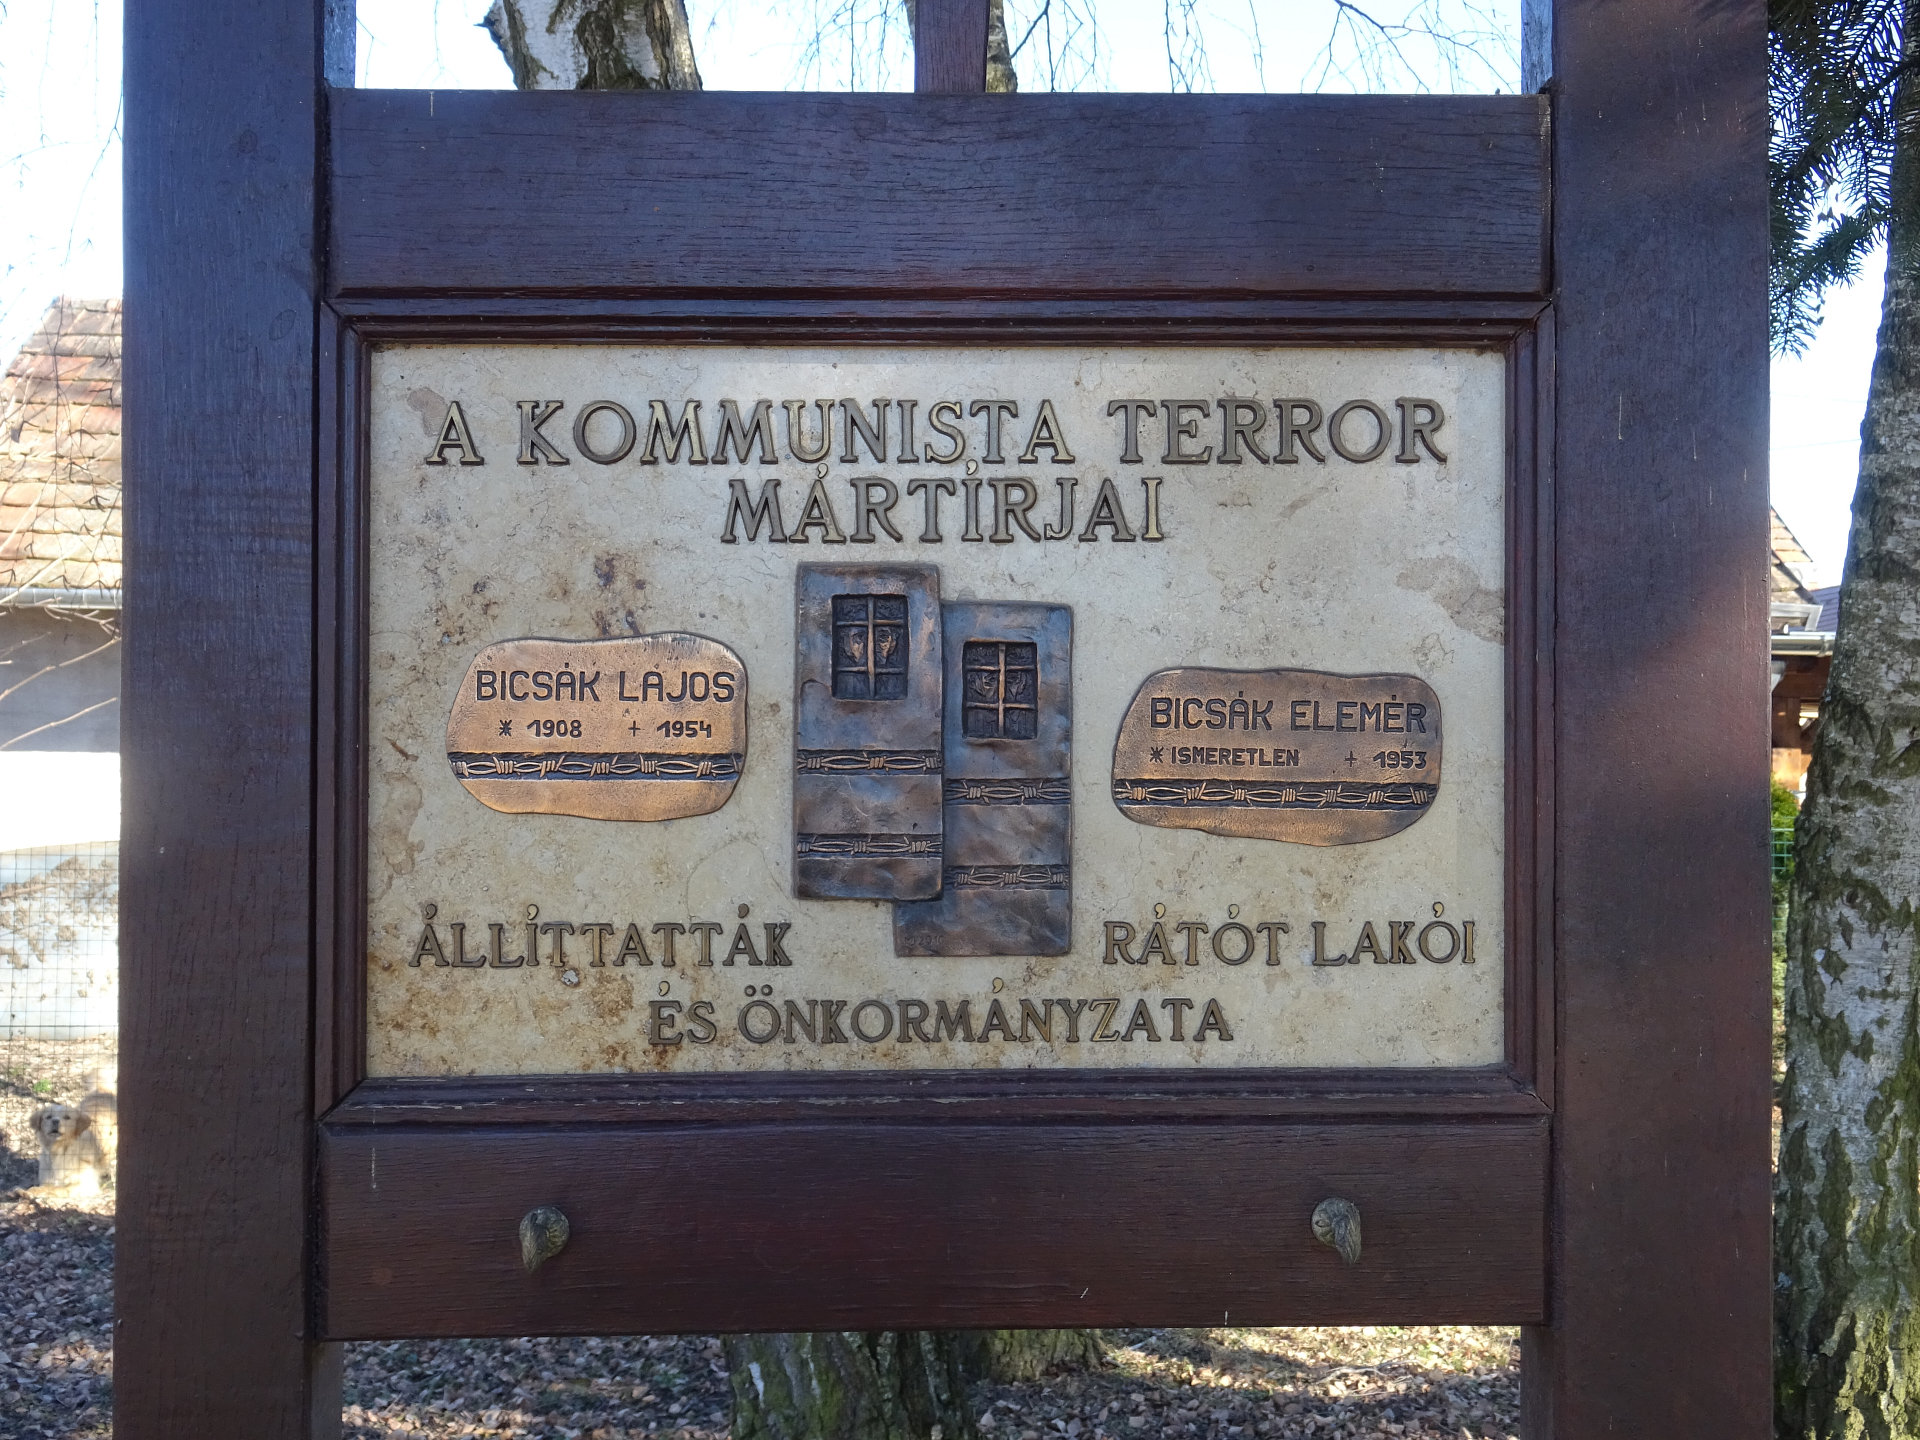 A KOMMUNISTA TERROR
MÁRTÍRJAI
BICSÁK LAJOS
* 1908 + 1954
BICSÁK ELEMÉR
* ISMERETLEN + 1953
ÁLLÍTTATTÁK RÁTÓT LAKÓI
ÉS ÖNKORMÁNYZATA